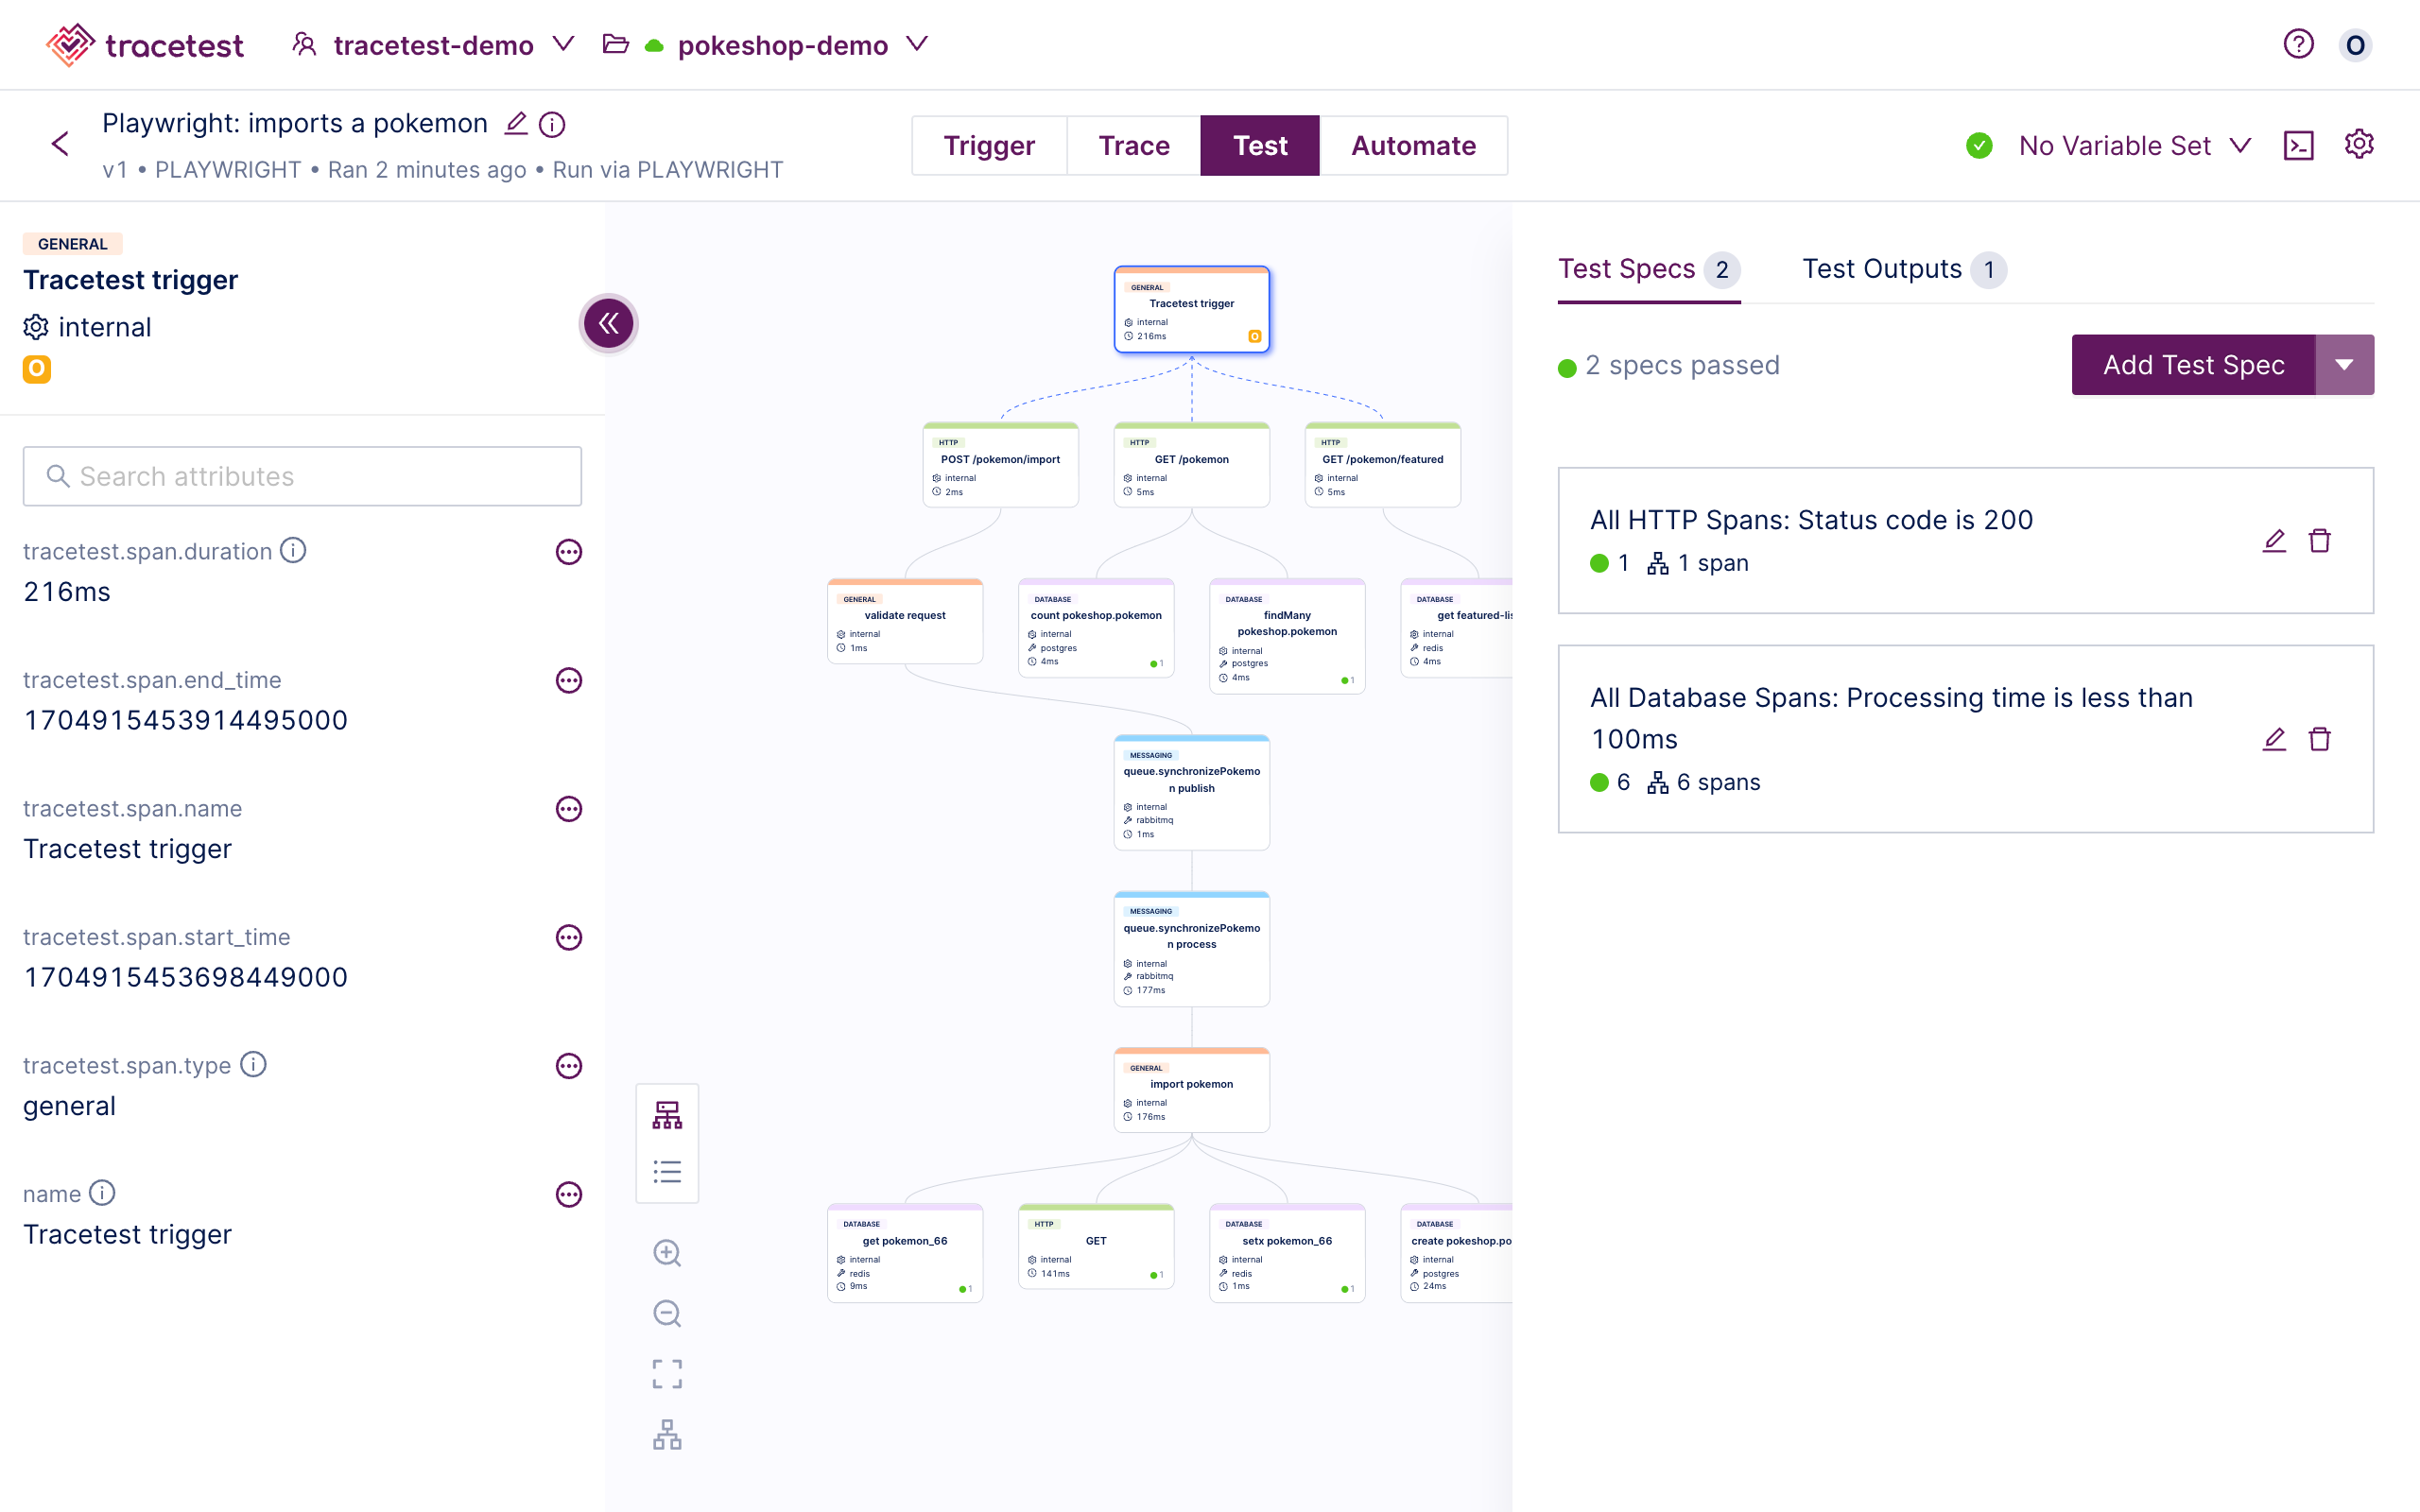 tracetest
tracetest-demo
pokeshop-demo
O
Playwright: imports a pokemon
v1 • PLAYWRIGHT • Ran 2 minutes ago • Run via PLAYWRIGHT
Trigger
Trace
Test
Automate
No Variable Set
GENERAL
Tracetest trigger
internal
O
Search attributes
tracetest.span.duration
216ms
tracetest.span.end_time
1704915453914495000
tracetest.span.name
Tracetest trigger
tracetest.span.start_time
1704915453698449000
tracetest.span.type
general
name
Tracetest trigger
GENERAL
Tracetest trigger
internal
216ms
O
HTTP
POST /pokemon/import
internal
2ms
HTTP
GET /pokemon
internal
5ms
HTTP
GET /pokemon/featured
internal
5ms
GENERAL
validate request
internal
1ms
DATABASE
count pokeshop.pokemon
internal
postgres
4ms
1
DATABASE
findMany
pokeshop.pokemon
internal
postgres
4ms
1
DATABASE
get featured-lis
internal
redis
4ms
MESSAGING
queue.synchronizePokemo
n publish
internal
rabbitmq
1ms
MESSAGING
queue.synchronizePokemo
n process
internal
rabbitmq
177ms
GENERAL
import pokemon
internal
176ms
DATABASE
get pokemon_66
internal
redis
9ms
1
HTTP
GET
internal
141ms
1
DATABASE
setx pokemon_66
internal
redis
1ms
1
DATABASE
create pokeshop.po
internal
postgres
24ms
Test Specs 2
Test Outputs 1
2 specs passed
Add Test Spec
All HTTP Spans: Status code is 200
1 1 span
All Database Spans: Processing time is less than
100ms
6 6 spans